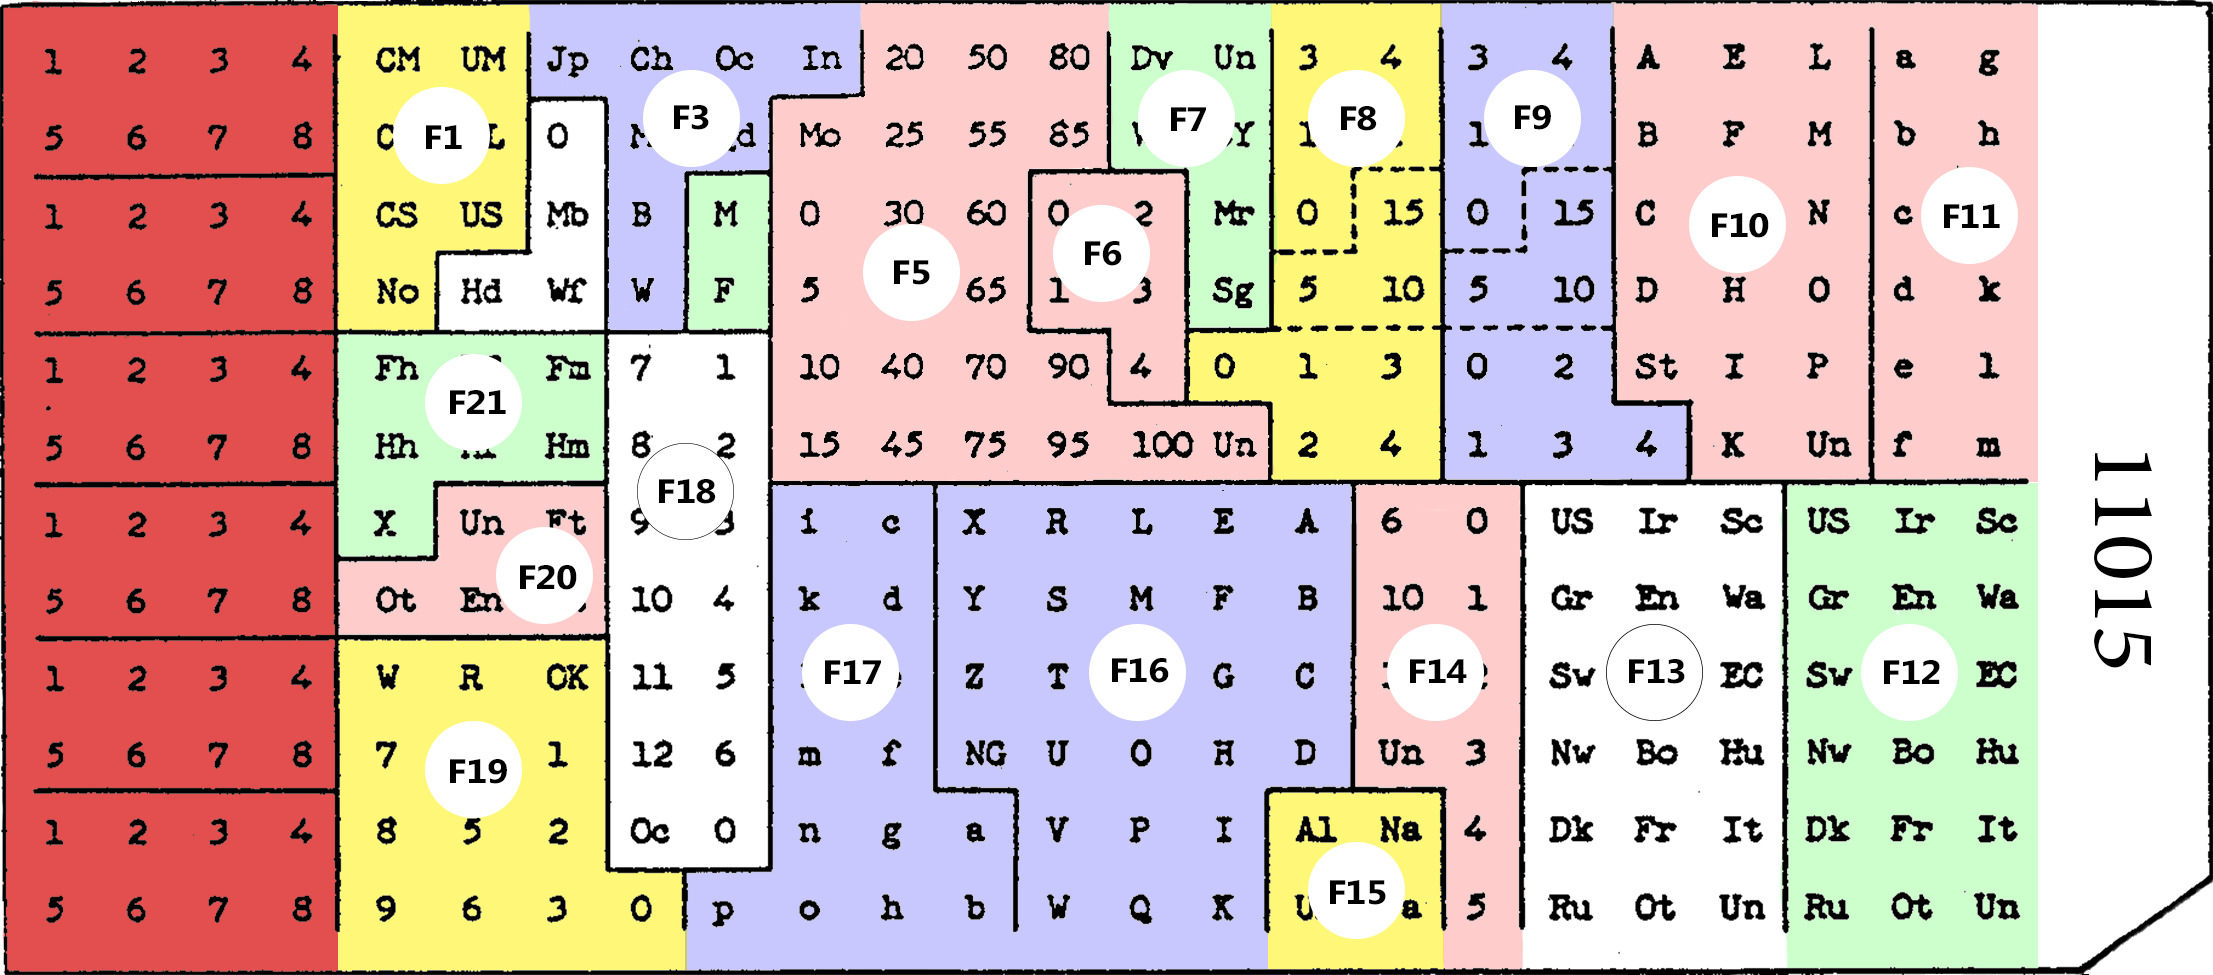 1 2 3 4 CM UM Jp Ch Oc In 20 50 80 Dv Un 3 4 3 4 A E L a g
F1 F3 F7 F8 F9
5 6 7 8 O Mo 25 55 85 B F M b h
1 2 3 4 CS US Mb B M 0 30 60 0 2 Mr 0 15 0 15 C N c
F5 F6 F10 F11
5 6 7 8 No Hd Wf W F 5 65 1 3 Sg 5 10 5 10 D H O d k
1 2 3 4 Fh Fm 7 1 10 40 70 90 4 0 1 3 0 2 St I P e l
F21
5 6 7 8 Hh Hm 8 2 15 45 75 95 100 Un 2 4 1 3 4 K Un f m
F18
1 2 3 4 X Un Ft 9 3 i c X R L E A 6 0 US Ir Sc US Ir Sc
F20
5 6 7 8 Ot En 10 4 k d Y S M F B 10 1 Gr En Wa Gr En Wa
1 2 3 4 W R OK 11 5 F17 Z T F16 G C F14 Sw F13 EC Sw F12 EC
5 6 7 8 7 F19 1 12 6 m f NG U O H D Un 3 Nw Bo Hu Nw Bo Hu
1 2 3 4 8 5 2 Oc 0 n g a V P I Al Na 4 Dk Fr It Dk Fr It
F15
5 6 7 8 9 6 3 0 p o h b W Q K a 5 Ru Ot Un Ru Ot Un
11015